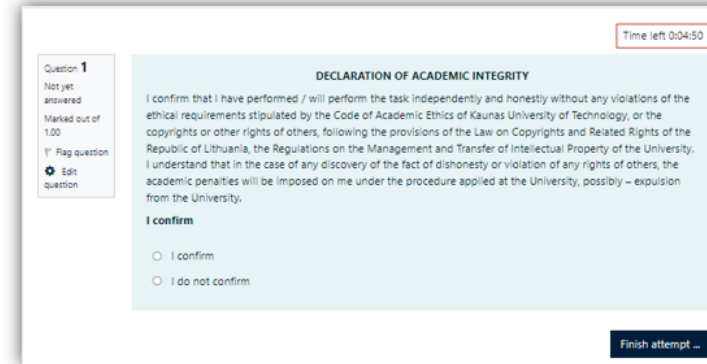 Time left 0:04:50
Question 1
Not yet
answered
Marked out of
1.00
Flag question
Edit
question
DECLARATION OF ACADEMIC INTEGRITY
I confirm that I have performed / will perform the task independently and honestly without any violations of the
ethical requirements stipulated by the Code of Academic Ethics of Kaunas University of Technology, or the
copyrights or other rights of others, following the provisions of the Law on Copyrights and Related Rights of the
Republic of Lithuania, the Regulations on the Management and Transfer of Intellectual Property of the University.
I understand that in the case of any discovery of the fact of dishonesty or violation of any rights of others, the
academic penalties will be imposed on me under the procedure applied at the University, possibly – expulsion
from the University.
I confirm
I confirm
I do not confirm
Finish attempt ...